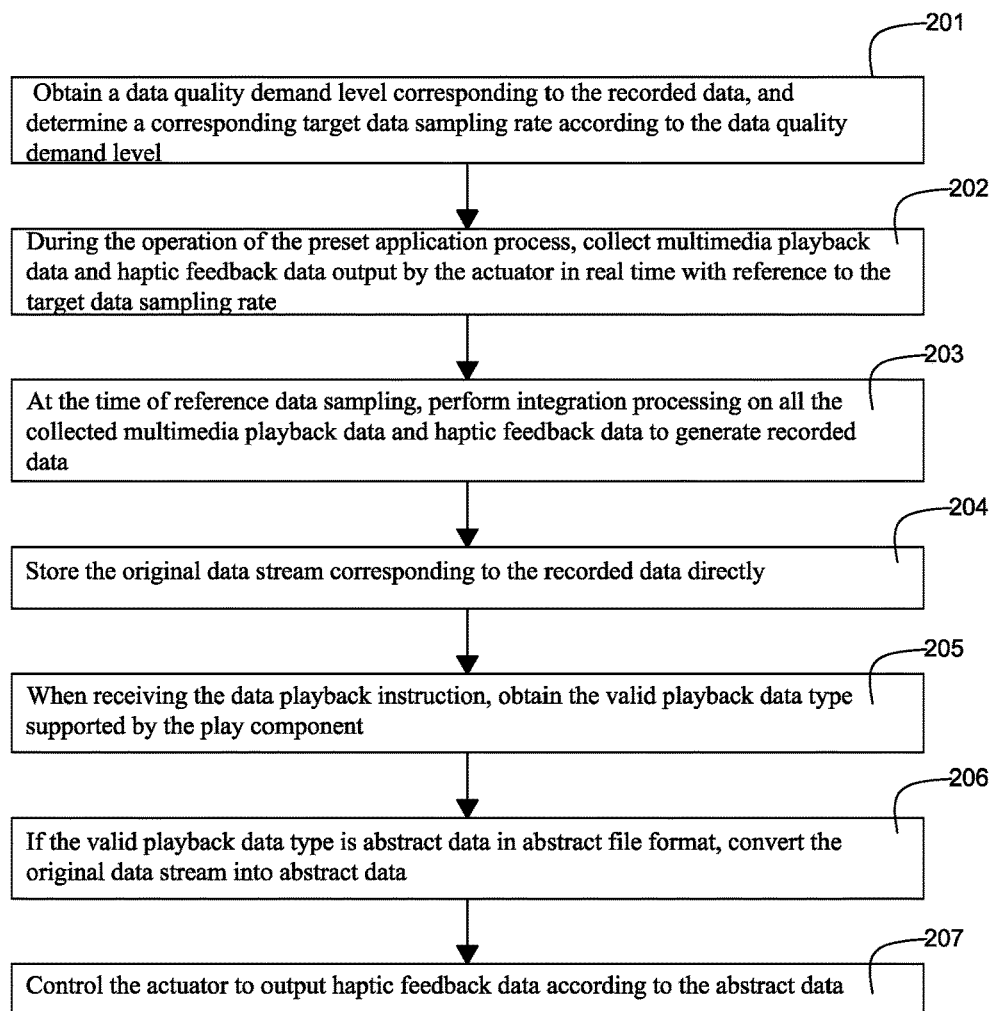 201
Obtain a data quality demand level corresponding to the recorded data, and
determine a corresponding target data sampling rate according to the data quality
demand level
202
During the operation of the preset application process, collect multimedia playback
data and haptic feedback data output by the actuator in real time with reference to the
target data sampling rate
203
At the time of reference data sampling, perform integration processing on all the
collected multimedia playback data and haptic feedback data to generate recorded
data
204
Store the original data stream corresponding to the recorded data directly
205
When receiving the data playback instruction, obtain the valid playback data type
supported by the play component
206
If the valid playback data type is abstract data in abstract file format, convert the
original data stream into abstract data
207
Control the actuator to output haptic feedback data according to the abstract data